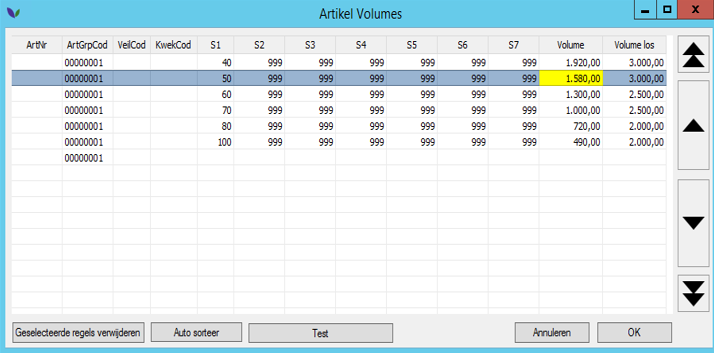 Artikel Volumes
ArtNr ArtGrpCod VeilCod KwekCod S1 S2 S3 S4 S5 S6 S7 Volume Volume los
00000001 40 999 999 999 999 999 999 1.920,00 3.000,00
00000001 50 999 999 999 999 999 999 1.580,00 3.000,00
00000001 60 999 999 999 999 999 999 1.300,00 2.500,00
00000001 70 999 999 999 999 999 999 1.000,00 2.500,00
00000001 80 999 999 999 999 999 999 720,00 2.000,00
00000001 100 999 999 999 999 999 999 490,00 2.000,00
00000001
Geselecteerde regels verwijderen Auto sorteer Test Annuleren OK